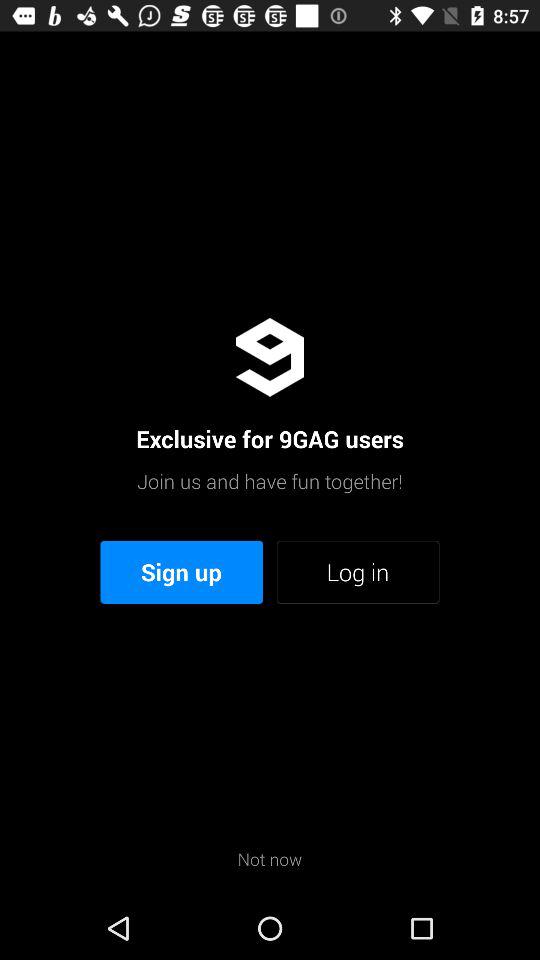 8:57
Exclusive for 9GAG users
Join us and have fun together!
Sign up
Log in
Not now